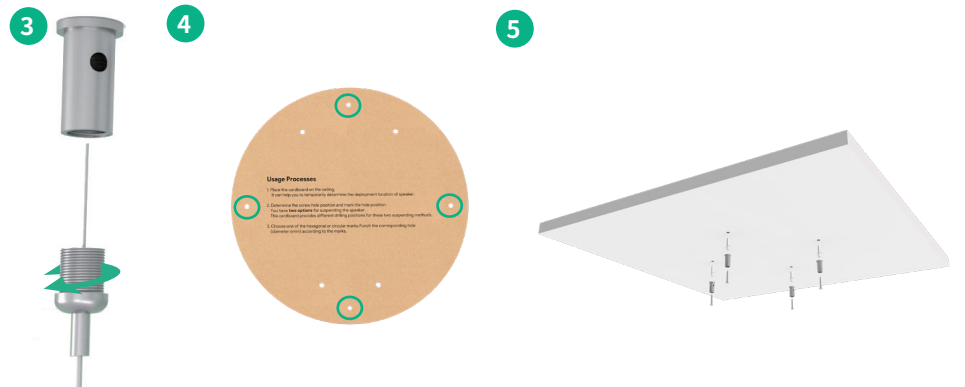 3
4
5
Usage Processes
1. Place the cardboard on the ceiling.
It can help you to temporarily determine the deployment location of speaker.
2. Determine the screw hole position and mark the hole position.
You have two options for suspending the speaker.
This cardboard provides different drilling positions for these two suspending methods.
3. Choose one of the hexagonal or circular marks.Punch the corresponding hole
(diameter 6mm) according to the marks.